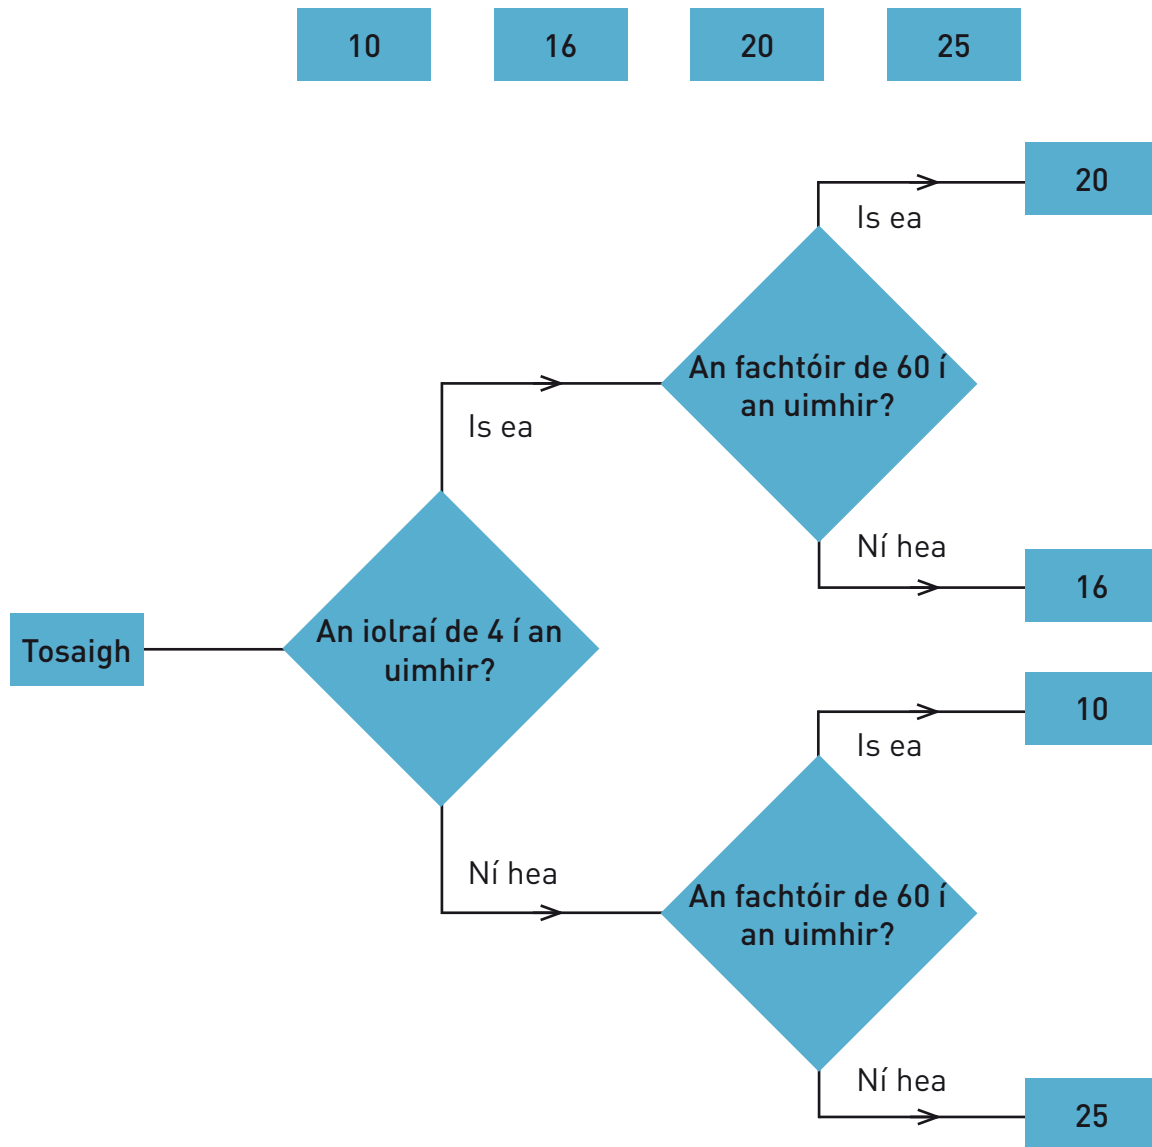 10
16
20
25
20
Is ea
An fachtóir de 60 í
an uimhir?
Is ea
Ní hea
16
Tosaigh
An iolraí de 4 í an
uimhir?
10
Is ea
Ní hea
An fachtóir de 60 í
an uimhir?
Ní hea
25